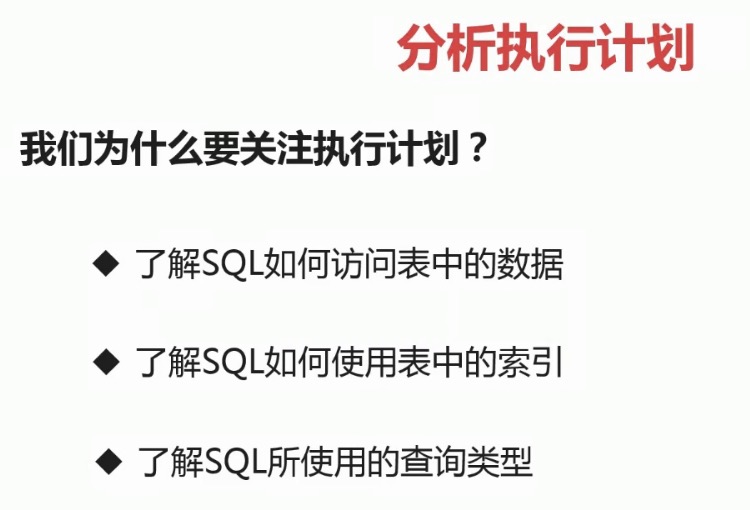 分析执行计划
我们为什么要关注执行计划？
◆ 了解SQL如何访问表中的数据
◆ 了解SQL如何使用表中的索引
◆ 了解SQL所使用的查询类型